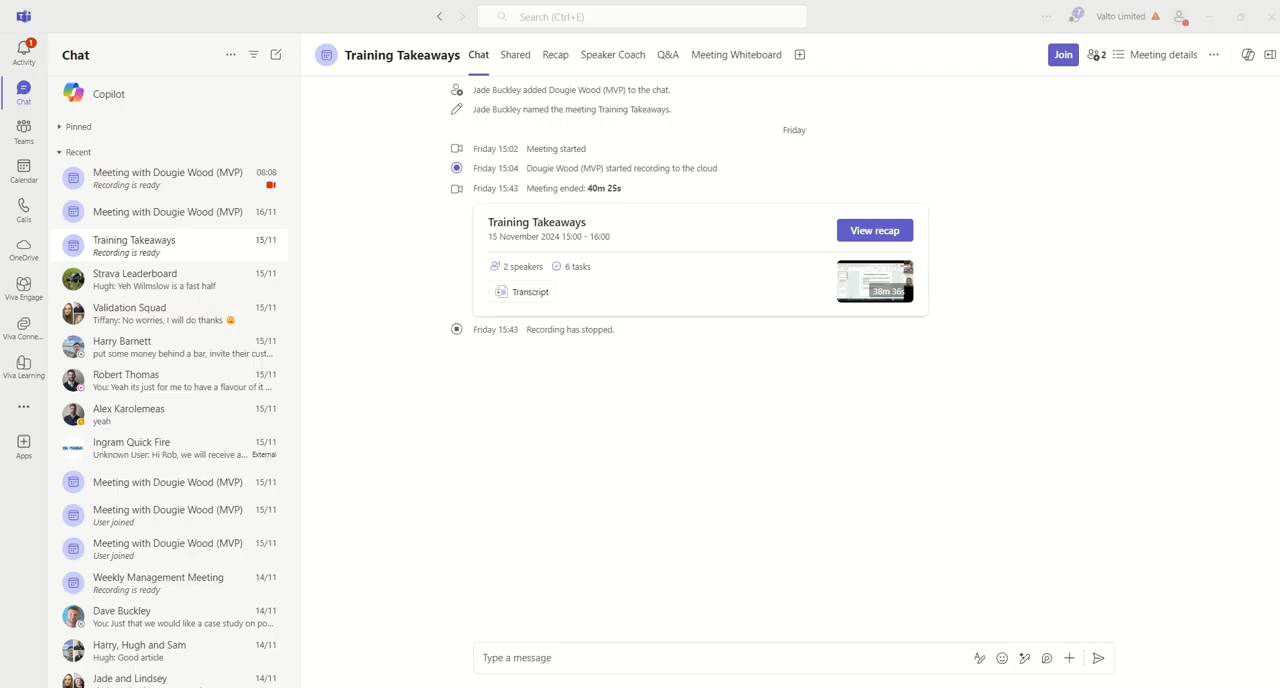 Search (Ctrl+E)
Valto Limited
1
Activity
Chat
Teams
Calendar
Calls
OneDrive
Viva Engage
Viva Conne...
Viva Learning
Apps
Chat
Copilot
Pinned
Recent
Meeting with Dougie Wood (MVP) 08:08
Recording is ready
Meeting with Dougie Wood (MVP) 16/11
Training Takeaways 15/11
Recording is ready
Strava Leaderboard 15/11
Hugh: Yeh Wilmslow is a fast half
Validation Squad 15/11
Tiffany: No worries, I will do thanks 😀
Harry Barnett 15/11
put some money behind a bar, invite their cust...
Robert Thomas 15/11
You: Yeah its just for me to have a flavour of it ...
Alex Karolemeas 15/11
yeah
Ingram Quick Fire 15/11
Unknown User: Hi Rob, we will receive a... External
Meeting with Dougie Wood (MVP) 15/11
Meeting with Dougie Wood (MVP) 15/11
User joined
Meeting with Dougie Wood (MVP) 15/11
User joined
Weekly Management Meeting 14/11
Recording is ready
Dave Buckley 14/11
You: Just that we would like a case study on po...
Harry, Hugh and Sam 14/11
Hugh: Good article
Jade and Lindsey 14/11
Training Takeaways Chat Shared Recap Speaker Coach Q&A Meeting Whiteboard
Join 2 Meeting details
Jade Buckley added Dougie Wood (MVP) to the chat.
Jade Buckley named the meeting Training Takeaways.
Friday
Friday 15:02 Meeting started
Friday 15:04 Dougie Wood (MVP) started recording to the cloud
Friday 15:43 Meeting ended: 40m 25s
Training Takeaways
15 November 2024 15:00 - 16:00
View recap
2 speakers 6 tasks
Transcript
38m 36s
Friday 15:43 Recording has stopped.
Type a message